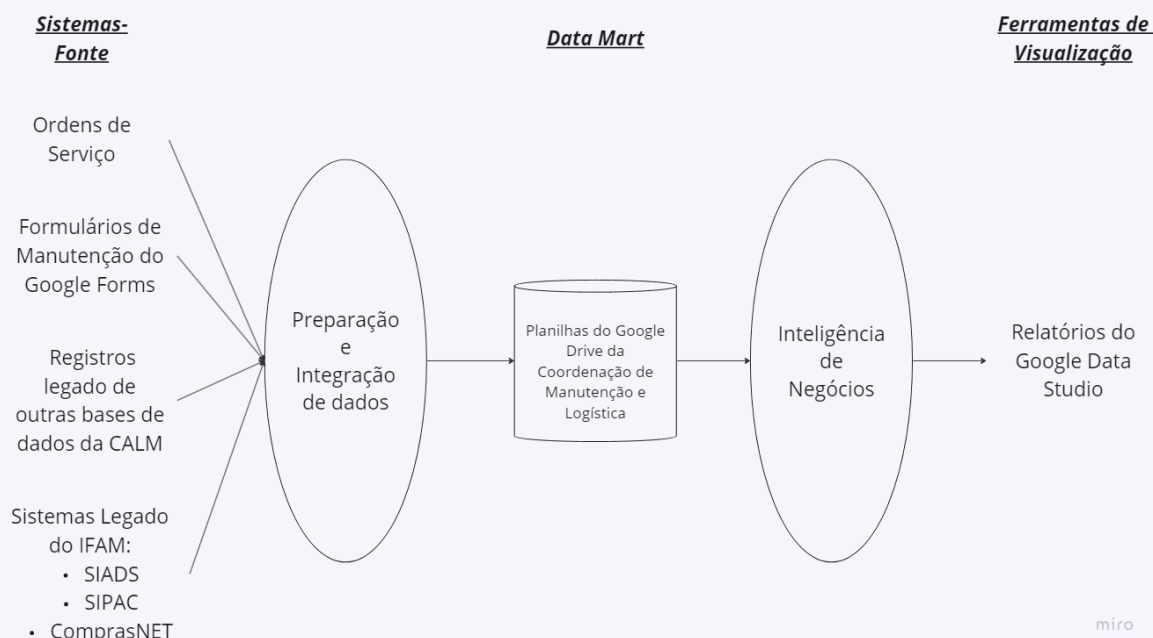 Sistemas-
Fonte
Data Mart
Ferramentas de
Visualização
Ordens de
Serviço
Formulários de
Manutenção do
Google Forms
Registros
legado de
outras bases de
dados da CALM
Sistemas Legado
do IFAM:
• SIADS
• SIPAC
• ComprasNET
Preparação
e
Integração
de dados
Planilhas do Google
Drive da
Coordenação de
Manutenção e
Logística
Inteligência
de
Negócios
Relatórios do
Google Data
Studio
miro